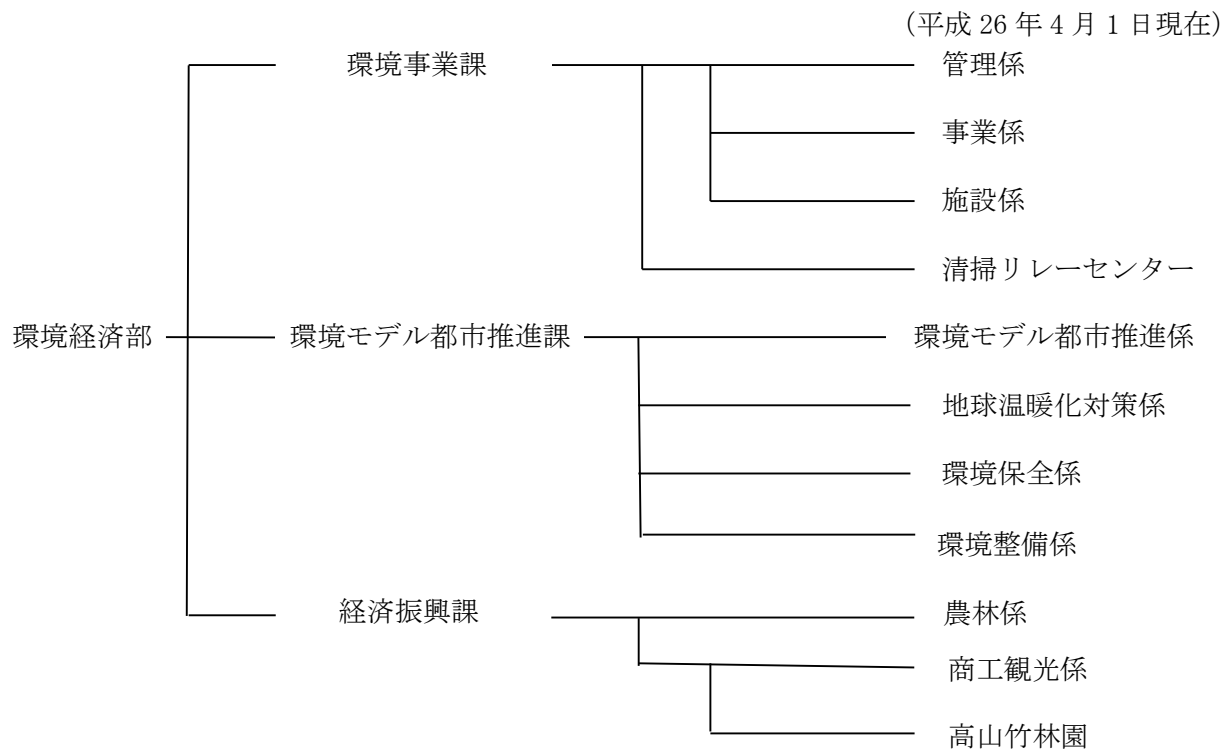 (平成 26 年 4 月 1 日現在)
環境事業課 管理係
事業係
施設係
清掃リレーセンター
環境経済部 環境モデル都市推進課 環境モデル都市推進係
地球温暖化対策係
環境保全係
環境整備係
経済振興課 農林係
商工観光係
高山竹林園